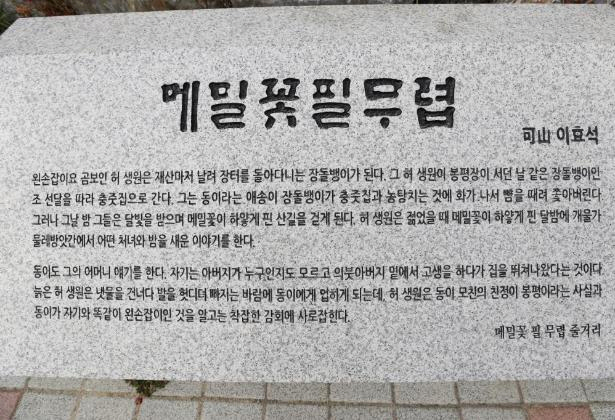 메밀꽃필무렵
可山 이효석
왼손잡이요 곰보인 허 생원은 재산마저 날려 장터를 돌아다니는 장돌뱅이가 된다. 그 허 생원이 봉평장이 서던 날 같은 장돌뱅이인
조 선달을 따라 충줏집으로 간다. 그는 동이라는 애송이 장돌뱅이가 충줏집과 농탕치는 것에 화가 나서 뺨을 때려 쫓아버린다
그러나 그날 밤 그들은 달빛을 받으며 메밀꽃이 하얗게 핀 산길을 걷게 된다. 허 생원은 젊었을 때 메밀꽃이 하얗게 핀 달밤에 개울가
물레방앗간에서 어떤 처녀와 밤을 새운 이야기를 한다.
동이도 그의 어머니 얘기를 한다. 자기는 아버지가 누구인지도 모르고 의붓아버지 밑에서 고생을 하다가 집을 뛰쳐나왔다는 것이다
늙은 허 생원은 냇물을 건너다 발을 헛디뎌 빠지는 바람에 동이에게 업히게 되는데, 허 생원은 동이 모친의 친정이 봉평이라는 사실과
동이가 자기와 똑같이 왼손잡이인 것을 알고는 착잡한 감회에 사로잡힌다.
메밀꽃 필 무렵 줄거리